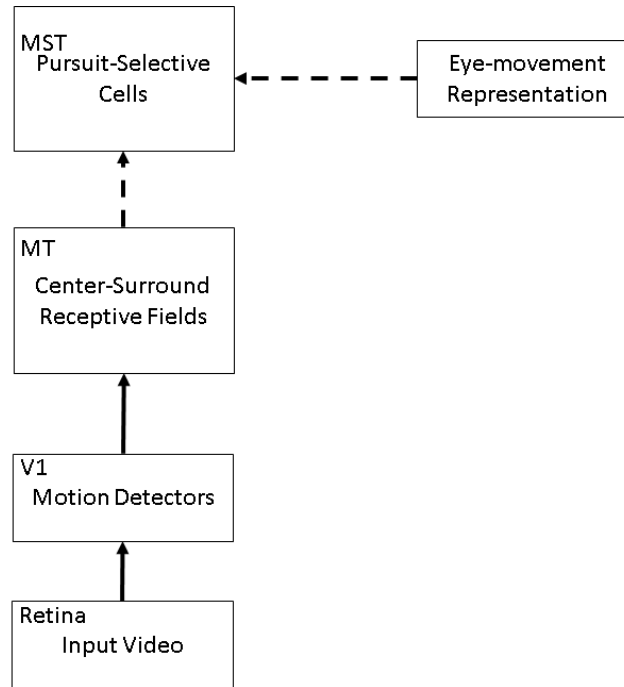 MST
Pursuit-Selective
Cells
Eye-movement
Representation
MT
Center-Surround
Receptive Fields
V1
Motion Detectors
Retina
Input Video